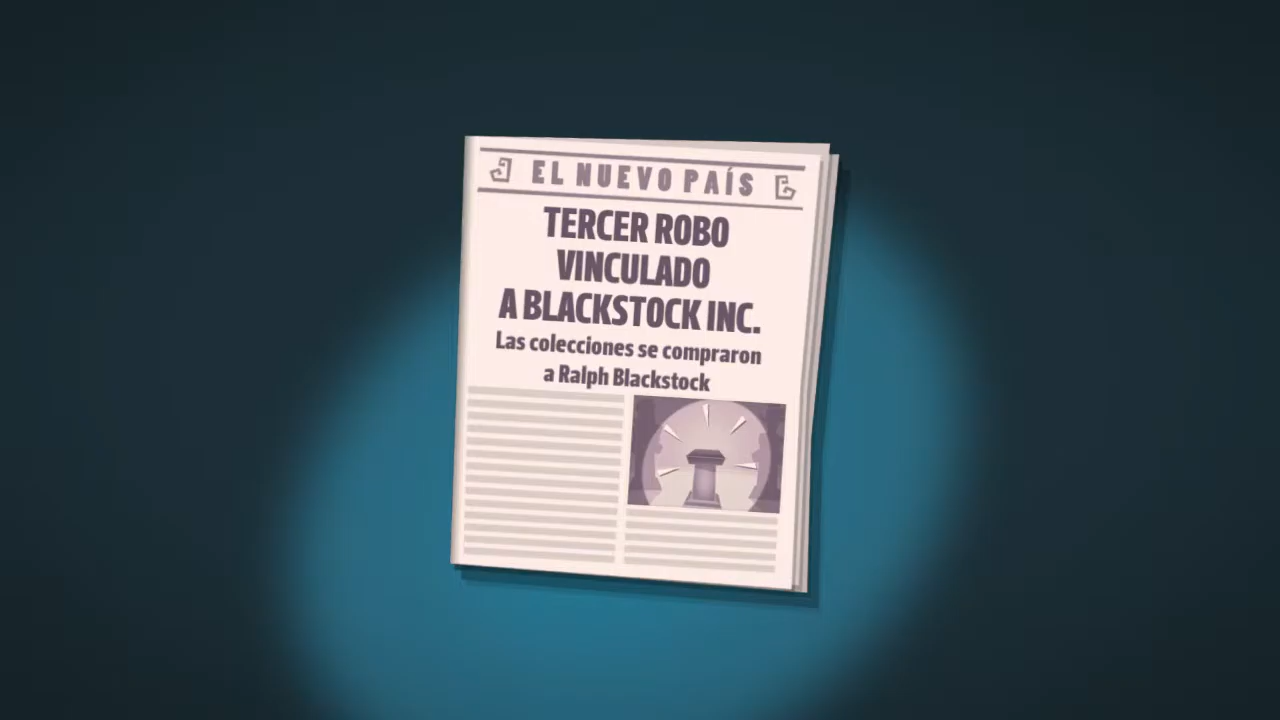 EL NUEVO PAÍS
TERCER ROBO
VINCULADO
A BLACKSTOCK INC.
Las colecciones se compraron
a Ralph Blackstock